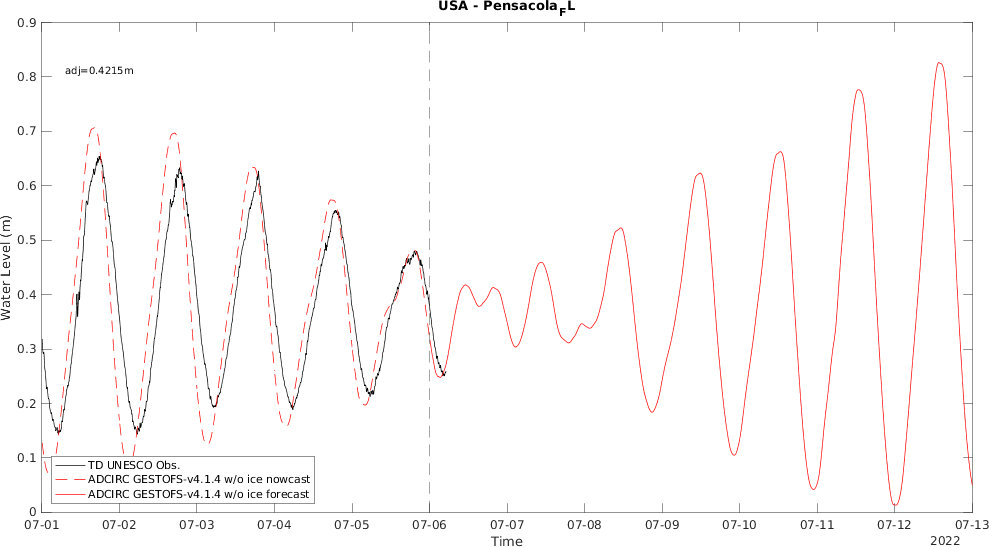 USA - Pensacola_FL
0.9
0.8
adj=0.4215m
0.7
0.6
0.5
0.4
0.3
0.2
0.1
0
Water Level (m)
TD UNESCO Obs.
ADCIRC GESTOFS-v4.1.4 w/o ice nowcast
ADCIRC GESTOFS-v4.1.4 w/o ice forecast
07-01 07-02 07-03 07-04 07-05 07-06 07-07 07-08 07-09 07-10 07-11 07-12 07-13
Time
2022